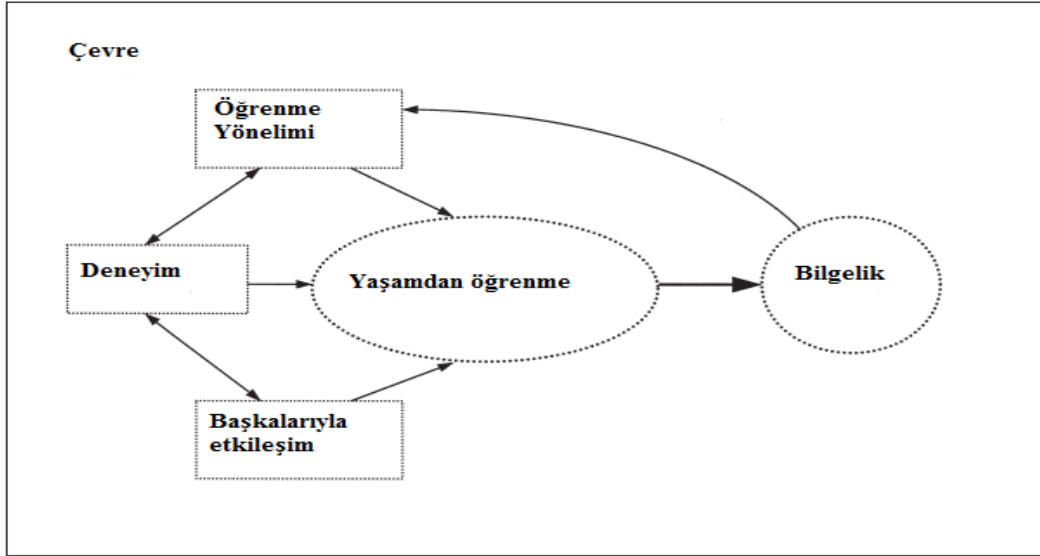 Çevre
Öğrenme
Yönelimi
Deneyim
Yaşamdan öğrenme
Bilgelik
Başkalarıyla
etkileşim